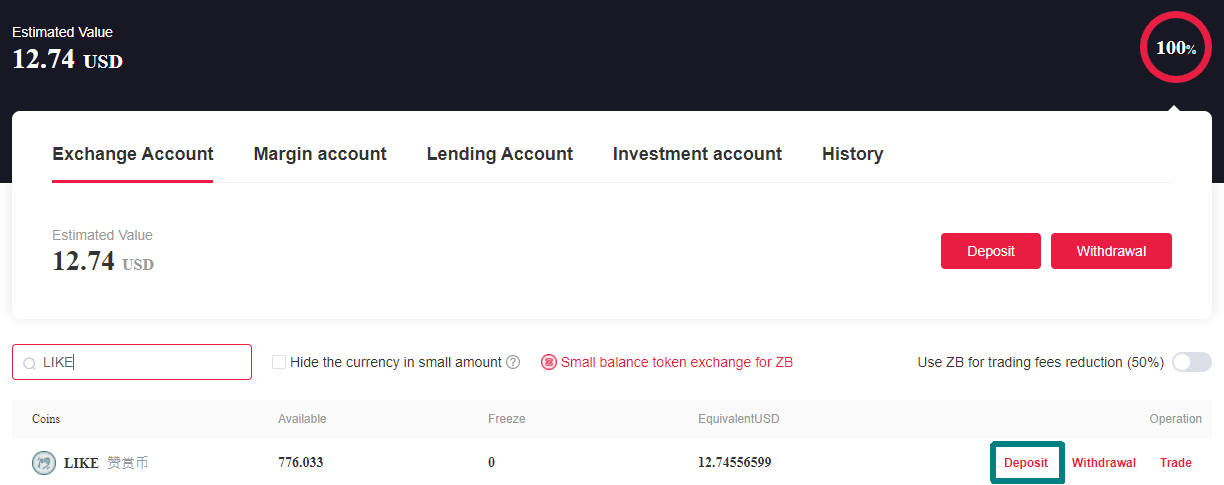 Estimated Value
12.74 USD
100%
Exchange Account Margin account Lending Account Investment account History
Estimated Value
12.74 USD
Deposit Withdrawal
LIKE Hide the currency in small amount ? Small balance token exchange for ZB Use ZB for trading fees reduction (50%)
Coins Available Freeze EquivalentUSD Operation
LIKE 赞赏币 776.033 0 12.74556599 Deposit Withdrawal Trade